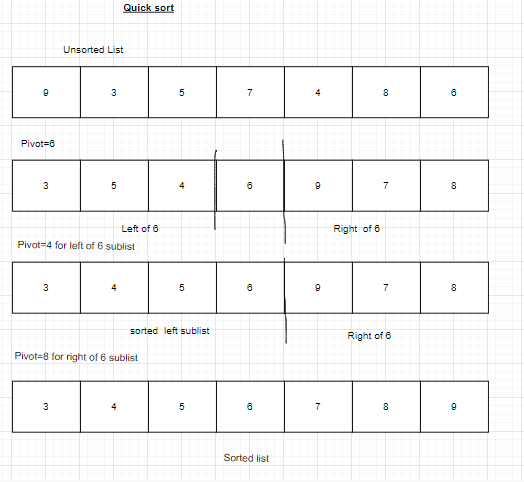 Quick sort
Unsorted List
9 3 5 7 4 8 6
Pivot=6
3 5 4 6 9 7 8
Left of 6 Right of 6
Pivot=4 for left of 6 sublist
3 4 5 6 9 7 8
sorted left sublist Right of 6
Pivot=8 for right of 6 sublist
3 4 5 6 7 8 9
Sorted list